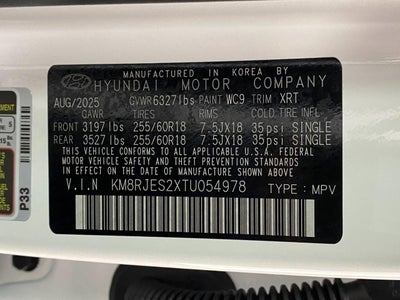 MANUFACTURED IN KOREA BY
HYUNDAI MOTOR COMPANY
AUG/2025 GVWR 6327lbs PAINT WC9 TRIM XRT
GAWR TIRES RIMS COLD TIRE INFL
FRONT 3197lbs 255/60R18 7.5JX18 35psi SINGLE
REAR 3527lbs 255/60R18 7.5JX18 35psi SINGLE
THIS VEHICLE CONFORMS TO ALL APPLICABLE
U.S.A. FEDERAL MOTOR VEHICLE SAFETY
STANDARDS IN EFFECT ON THE DATE OF
MANUFACTURE SHOWN ABOVE.
V.I.N KM8RJES2XTU054978 TYPE: MPV
P33